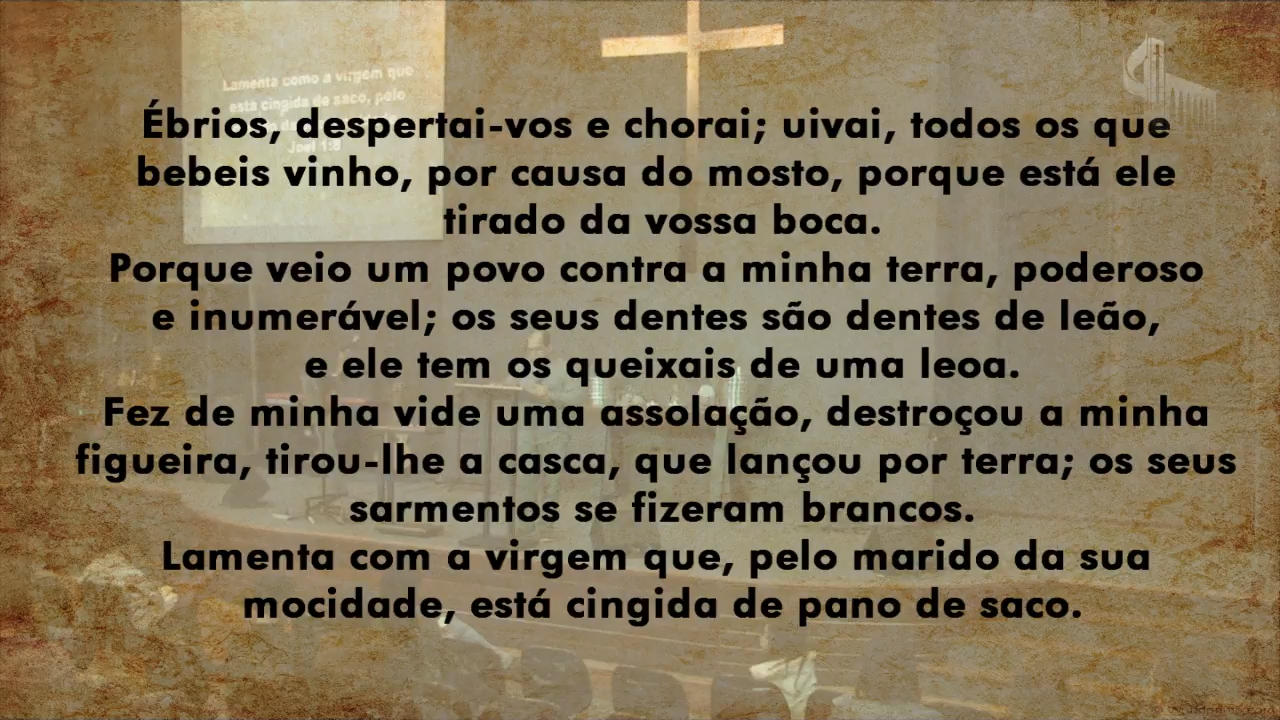 Lamenta como a virgem que
está cingida de saco, pelo
Joel 1:8
Ébrios, despertai-vos e chorai; uivai, todos os que
bebeis vinho, por causa do mosto, porque está ele
tirado da vossa boca.
Porque veio um povo contra a minha terra, poderoso
e inumerável; os seus dentes são dentes de leão,
e ele tem os queixais de uma leoa.
Fez de minha vide uma assolação, destroçou a minha
figueira, tirou-lhe a casca, que lançou por terra; os seus
sarmentos se fizeram brancos.
Lamenta com a virgem que, pelo marido da sua
mocidade, está cingida de pano de saco.